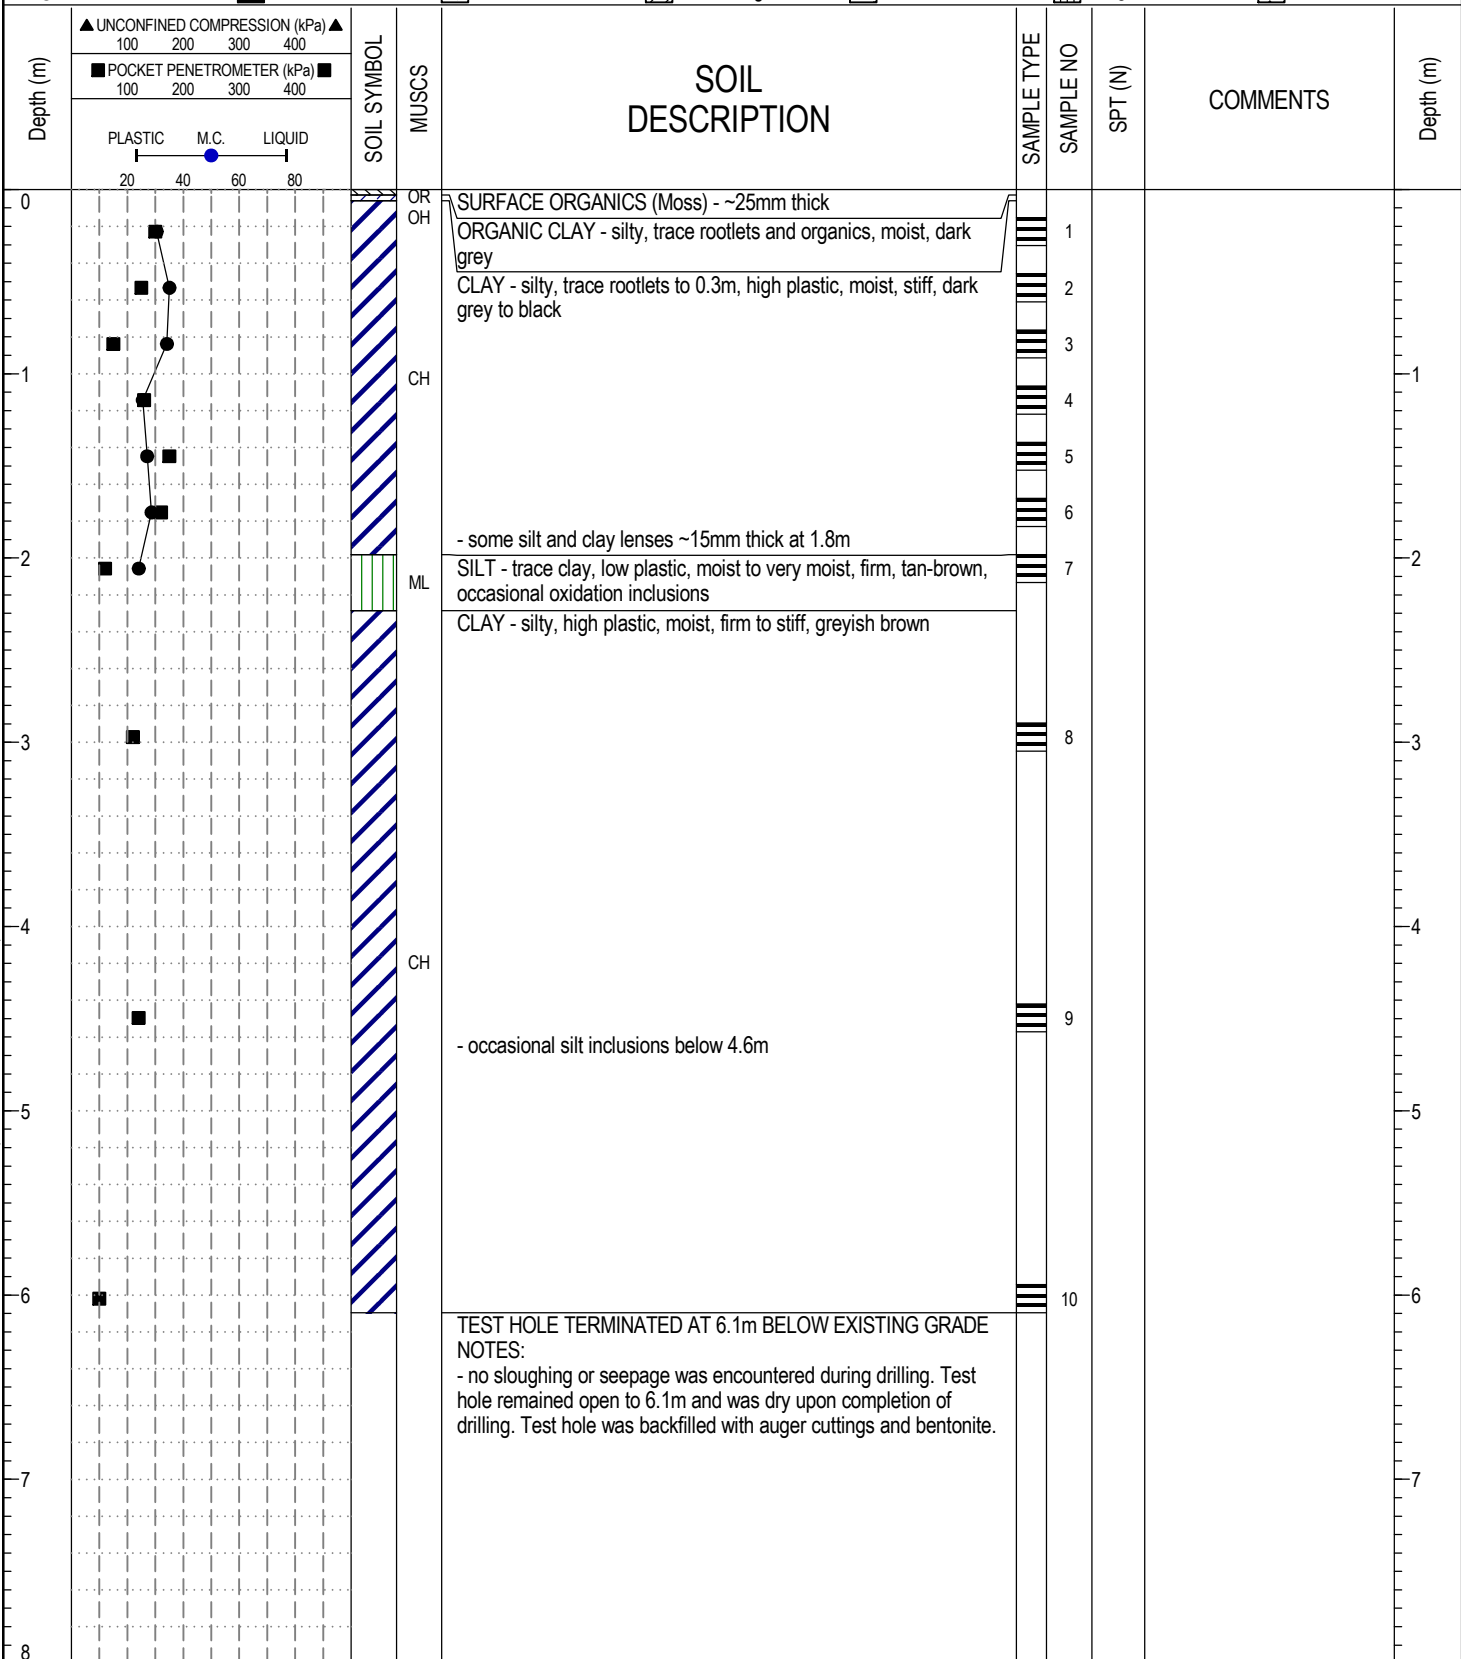 ▲ UNCONFINED COMPRESSION (kPa) ▲
100 200 300 400
■ POCKET PENETROMETER (kPa) ■
100 200 300 400
PLASTIC M.C. LIQUID
20 40 60 80
Depth (m)
SOIL SYMBOL
MUSCS
SOIL
DESCRIPTION
SAMPLE TYPE
SAMPLE NO
SPT (N)
COMMENTS
Depth (m)
0
OR
SURFACE ORGANICS (Moss) - ~25mm thick
OH
ORGANIC CLAY - silty, trace rootlets and organics, moist, dark
grey
1
CLAY - silty, trace rootlets to 0.3m, high plastic, moist, stiff, dark
grey to black
2
3
1
CH
1
4
5
6
- some silt and clay lenses ~15mm thick at 1.8m
2
SILT - trace clay, low plastic, moist to very moist, firm, tan-brown,
occasional oxidation inclusions
ML
7
2
CLAY - silty, high plastic, moist, firm to stiff, greyish brown
3
8
3
4
4
CH
9
- occasional silt inclusions below 4.6m
5
5
6
10
6
TEST HOLE TERMINATED AT 6.1m BELOW EXISTING GRADE
NOTES:
- no sloughing or seepage was encountered during drilling. Test
hole remained open to 6.1m and was dry upon completion of
drilling. Test hole was backfilled with auger cuttings and bentonite.
7
7
8